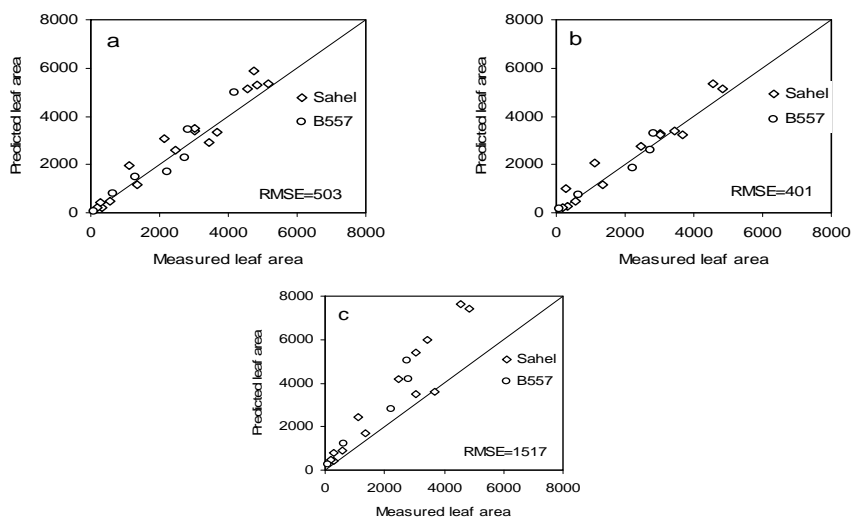 a
8000
6000
4000
2000
0
Predicted leaf area
Sahel
B557
RMSE=503
0 2000 4000 6000 8000
Measured leaf area
b
8000
6000
4000
2000
0
Predicted leaf area
Sahel
B557
RMSE=401
0 2000 4000 6000 8000
Measured leaf area
c
8000
6000
4000
2000
0
Predicted leaf area
Sahel
B557
RMSE=1517
0 2000 4000 6000 8000
Measured leaf area